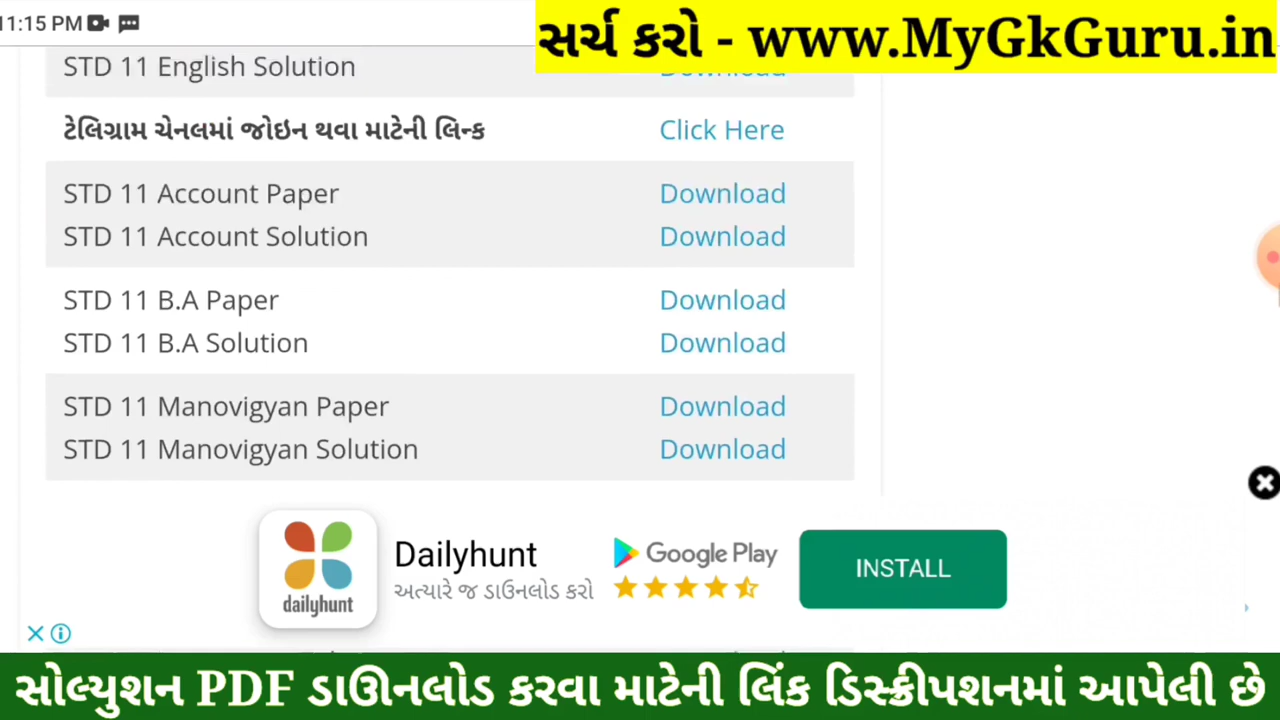 11:15 PM
સર્ચ કરો - www.MyGkGuru.in
STD 11 English Solution Download
ટેલિગ્રામ ચેનલમાં જોઇન થવા માટેની લિન્ક Click Here
STD 11 Account Paper Download
STD 11 Account Solution Download
STD 11 B.A Paper Download
STD 11 B.A Solution Download
STD 11 Manovigyan Paper Download
STD 11 Manovigyan Solution Download
Dailyhunt
અત્યારે જ ડાઉનલોડ કરો
dailyhunt
Google Play
INSTALL
સોલ્યુશન PDF ડાઊનલોડ કરવા માટેની લિંક ડિસ્ક્રીપશનમાં આપેલી છે